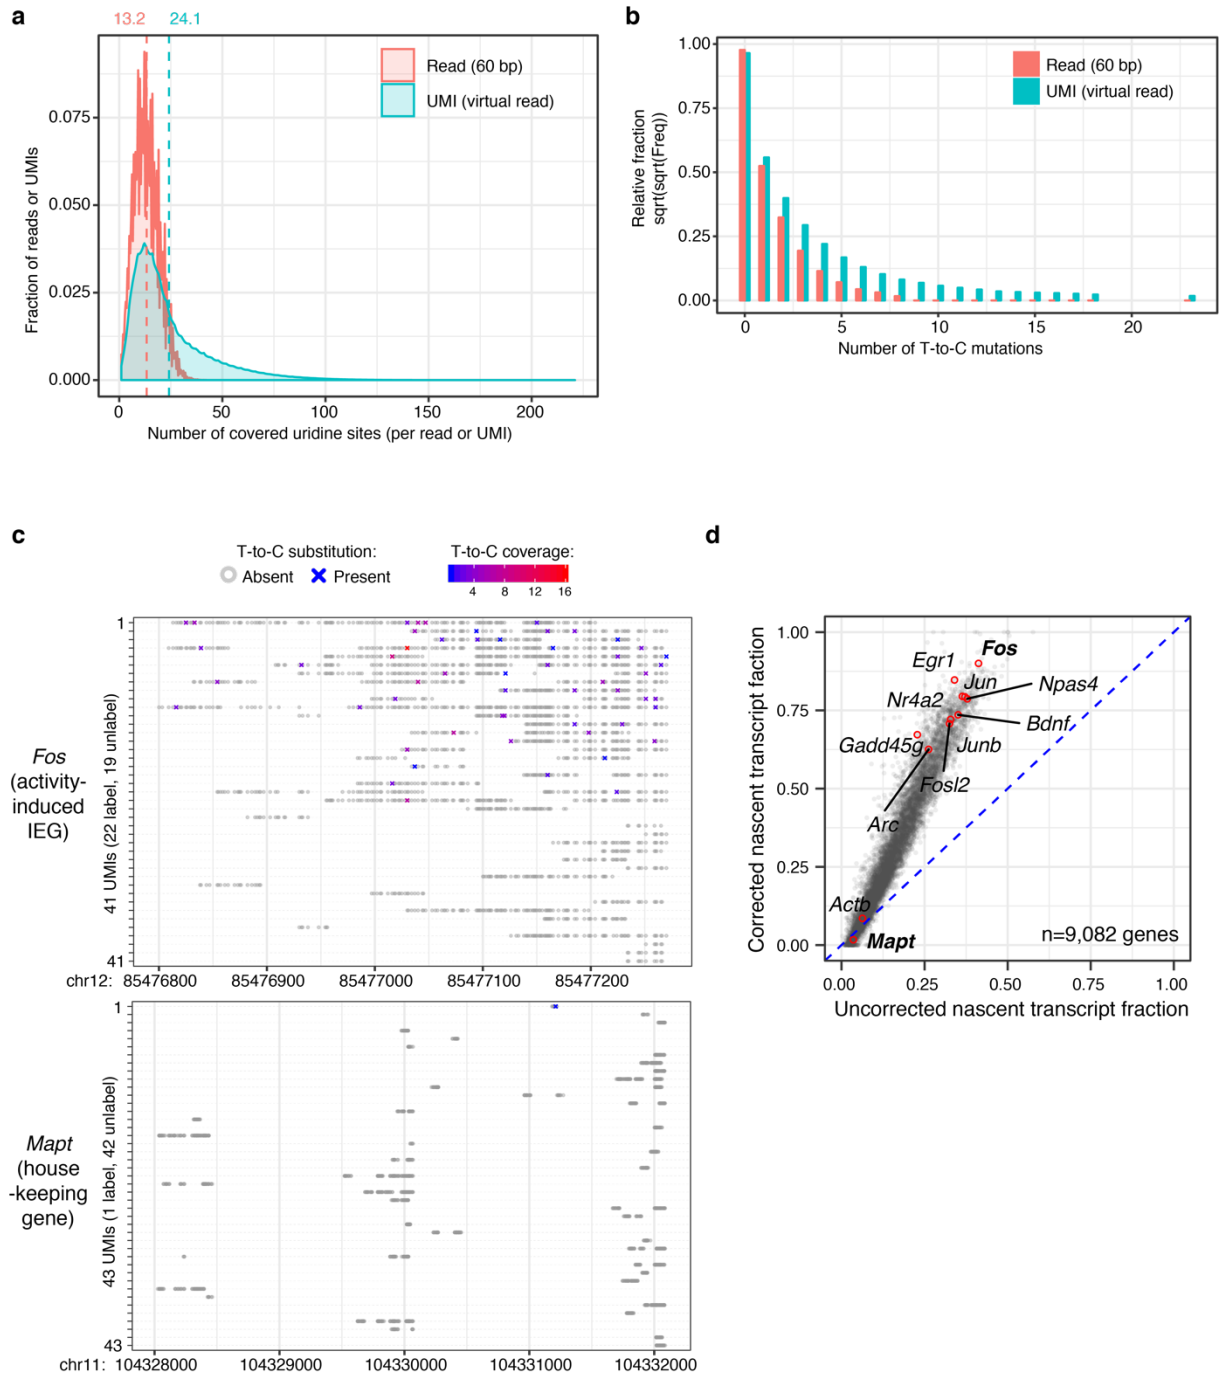 a
13.2 24.1
Read (60 bp)
UMI (virtual read)
Fraction of reads or UMIs
0.075
0.050
0.025
0.000
0 50 100 150 200
Number of covered uridine sites (per read or UMI)
b
Read (60 bp)
UMI (virtual read)
Relative fraction
sqrt(sqrt(Freq))
1.00
0.75
0.50
0.25
0.00
0 5 10 15 20
Number of T-to-C mutations
c
T-to-C substitution:
Absent Present
T-to-C coverage:
4 8 12 16
Fos
(activity-
induced
IEG)
41 UMIs (22 label, 19 unlabel)
1
41
chr12: 85476800 85476900 85477000 85477100 85477200
Mapt
(house
-keeping
gene)
43 UMIs (1 label, 42 unlabel)
1
43
chr11: 104328000 104329000 104330000 104331000 104332000
d
Corrected nascent transcript faction
1.00
0.75
0.50
0.25
0.00
Fos
Egr1
Jun
Npas4
Nr4a2
Bdnf
Gadd45g
Junb
Fosl2
Arc
Actb
Mapt
n=9,082 genes
0.00 0.25 0.50 0.75 1.00
Uncorrected nascent transcript fraction